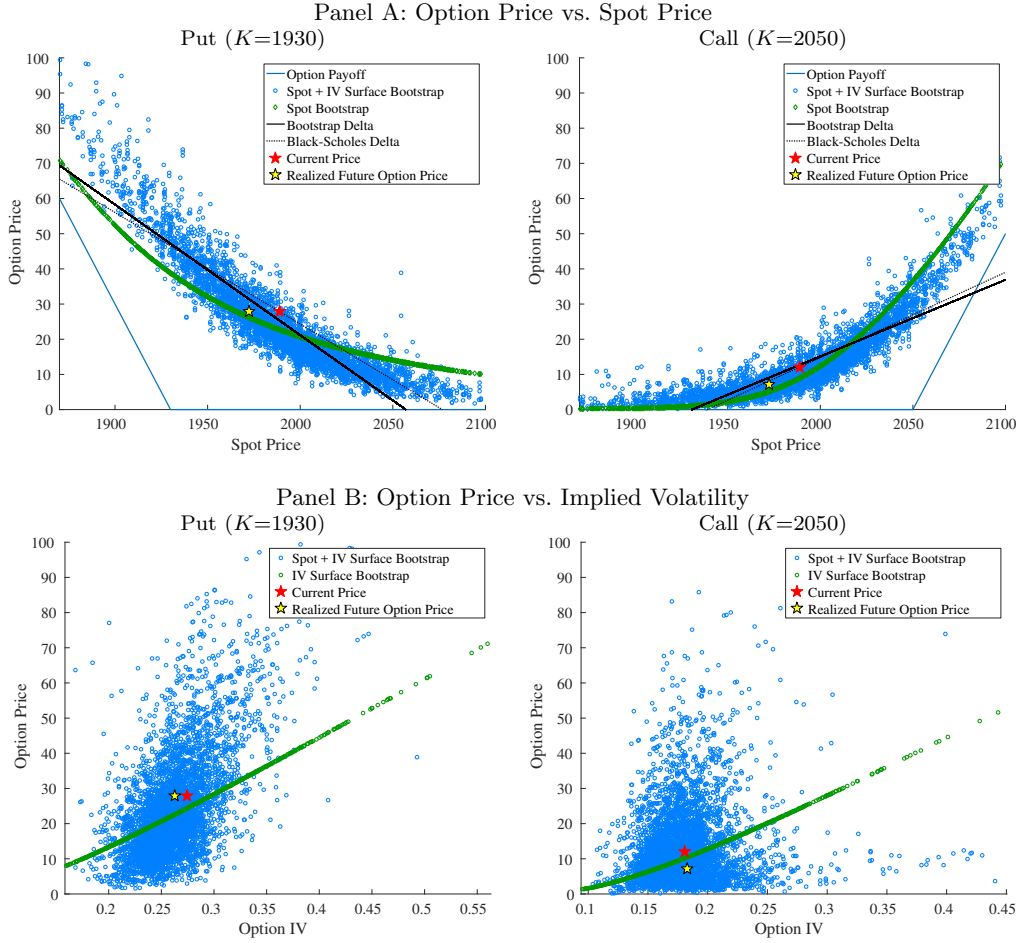 Panel A: Option Price vs. Spot Price
Put (K=1930)
Call (K=2050)
100
90
80
70
60
50
40
30
20
10
0
Option Price
1900
1950
2000
2050
2100
Spot Price
Option Payoff
Spot + IV Surface Bootstrap
Spot Bootstrap
Bootstrap Delta
Black-Scholes Delta
Current Price
Realized Future Option Price
100
90
80
70
60
50
40
30
20
10
0
Option Price
1900
1950
2000
2050
2100
Spot Price
Option Payoff
Spot + IV Surface Bootstrap
Spot Bootstrap
Bootstrap Delta
Black-Scholes Delta
Current Price
Realized Future Option Price
Panel B: Option Price vs. Implied Volatility
Put (K=1930)
Call (K=2050)
100
90
80
70
60
50
40
30
20
10
0
Option Price
0.2
0.25
0.3
0.35
0.4
0.45
0.5
0.55
Option IV
Spot + IV Surface Bootstrap
IV Surface Bootstrap
Current Price
Realized Future Option Price
100
90
80
70
60
50
40
30
20
10
0
Option Price
0.1
0.15
0.2
0.25
0.3
0.35
0.4
0.45
Option IV
Spot + IV Surface Bootstrap
IV Surface Bootstrap
Current Price
Realized Future Option Price